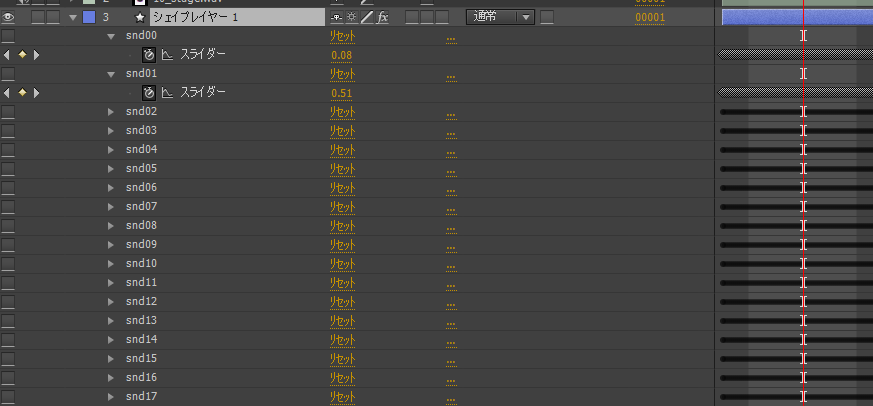 3 シェイプレイヤー 1 fx 通常 00001
snd00 リセット ...
スライダー 0.08
snd01 リセット ...
スライダー 0.51
snd02 リセット ...
snd03 リセット ...
snd04 リセット ...
snd05 リセット ...
snd06 リセット ...
snd07 リセット ...
snd08 リセット ...
snd09 リセット ...
snd10 リセット ...
snd11 リセット ...
snd12 リセット ...
snd13 リセット ...
snd14 リセット ...
snd15 リセット ...
snd16 リセット ...
snd17 リセット ...